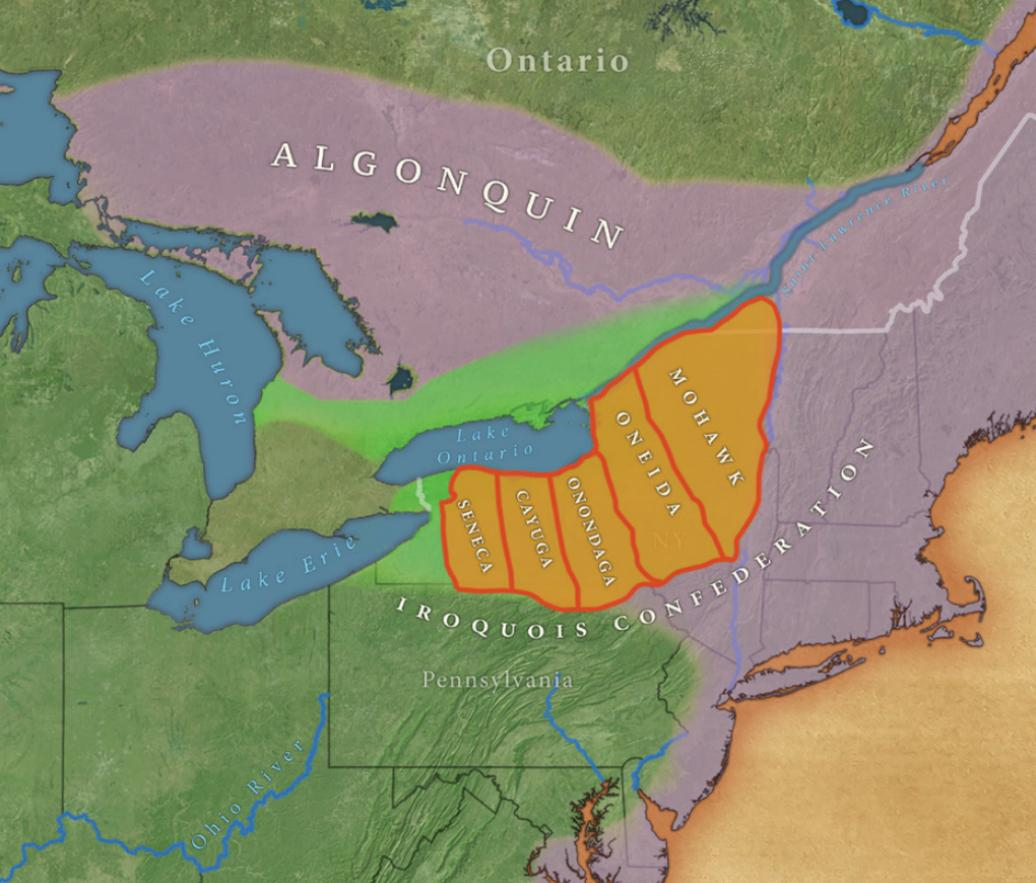 Ontario
ALGONQUIN
Saint Lawrence River
Lake Huron
MOHAWK
ONEIDA
Lake
Ontario
ONONDAGA
CAYUGA
SENECA
NY
Lake Erie
IROQUOIS CONFEDERATION
Pennsylvania
Ohio River